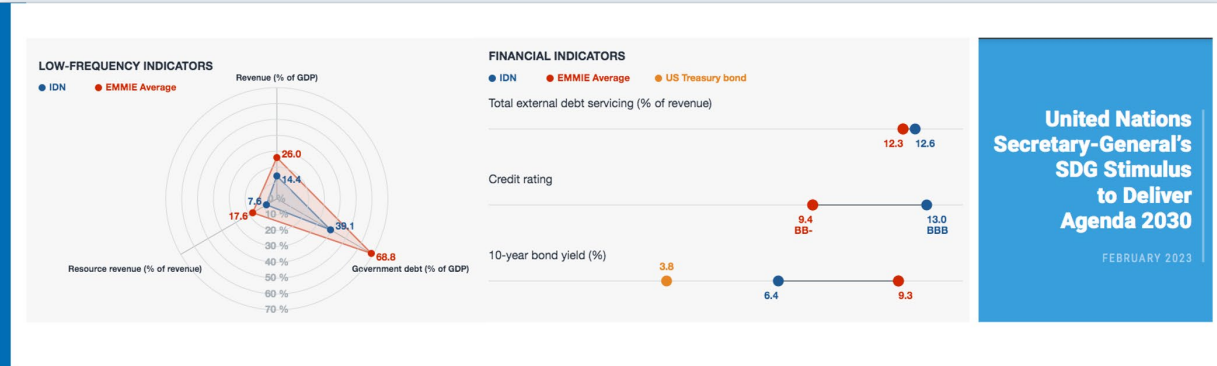 LOW-FREQUENCY INDICATORS
IDN EMMIE Average
Revenue (% of GDP)
26.0
14.4
7.6
17.6
39.1
68.8
0 %
10 %
20 %
30 %
40 %
50 %
60 %
70 %
Resource revenue (% of revenue)
Government debt (% of GDP)
FINANCIAL INDICATORS
IDN EMMIE Average US Treasury bond
Total external debt servicing (% of revenue)
12.3 12.6
Credit rating
9.4 13.0
BB- BBB
10-year bond yield (%)
3.8
6.4 9.3
United Nations
Secretary-General’s
SDG Stimulus
to Deliver
Agenda 2030
FEBRUARY 2023